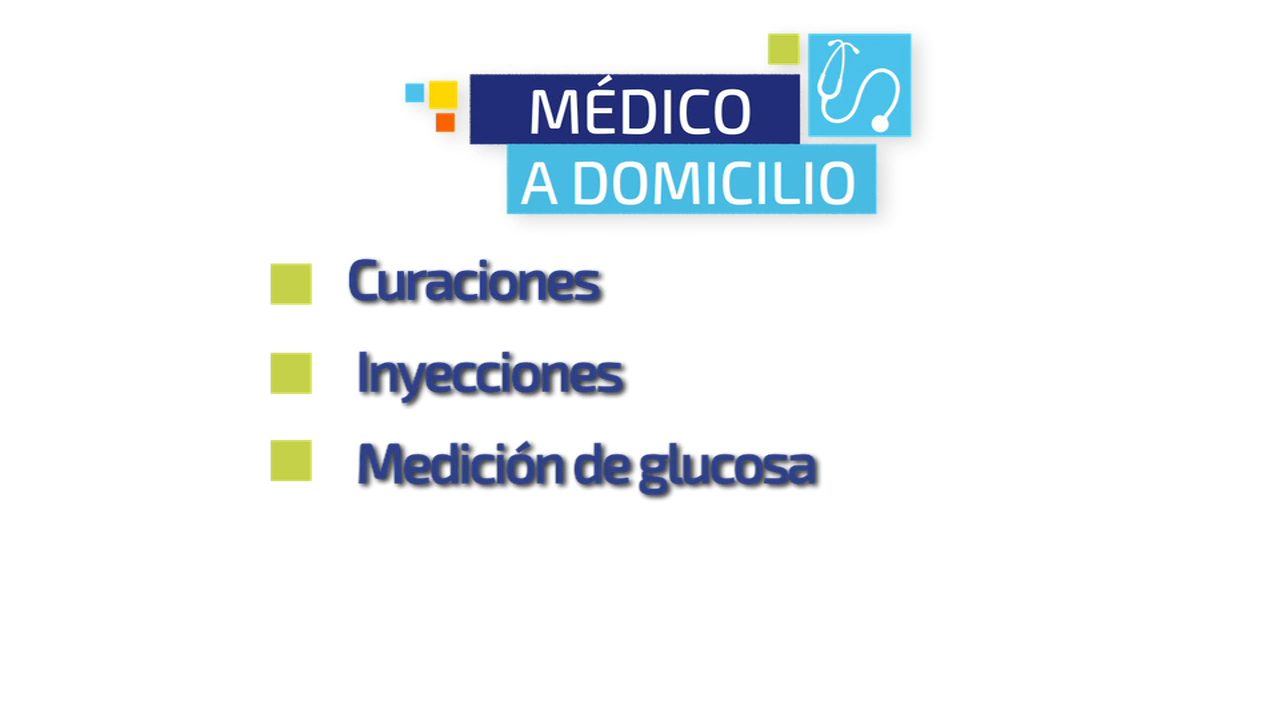 MÉDICO
A DOMICILIO
Curaciones
Inyecciones
Medición de glucosa